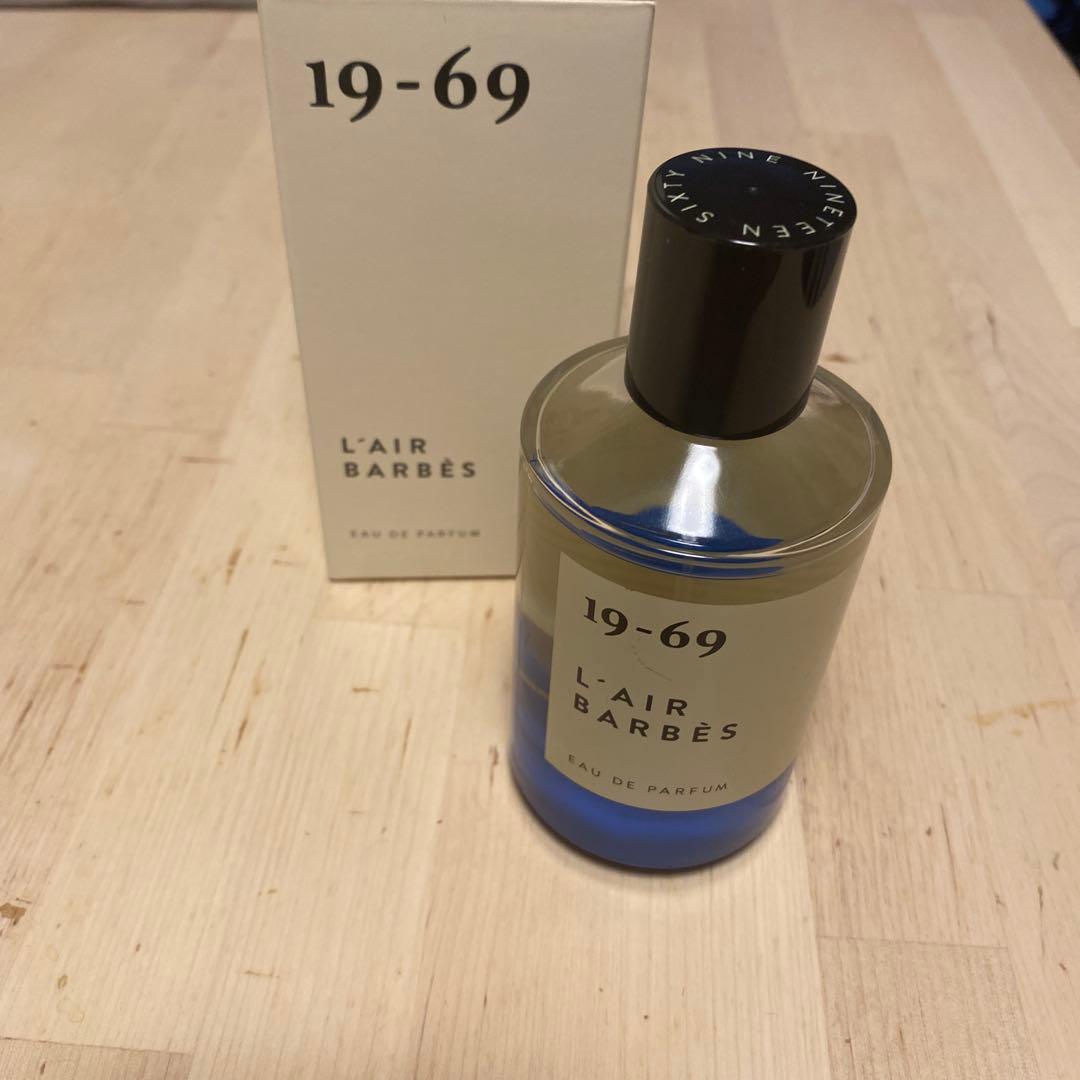 19-69
L´AIR
BARBÈS
EAU DE PARFUM
NINETEEN SIXTY NINE
19-69
L´AIR
BARBÈS
EAU DE PARFUM